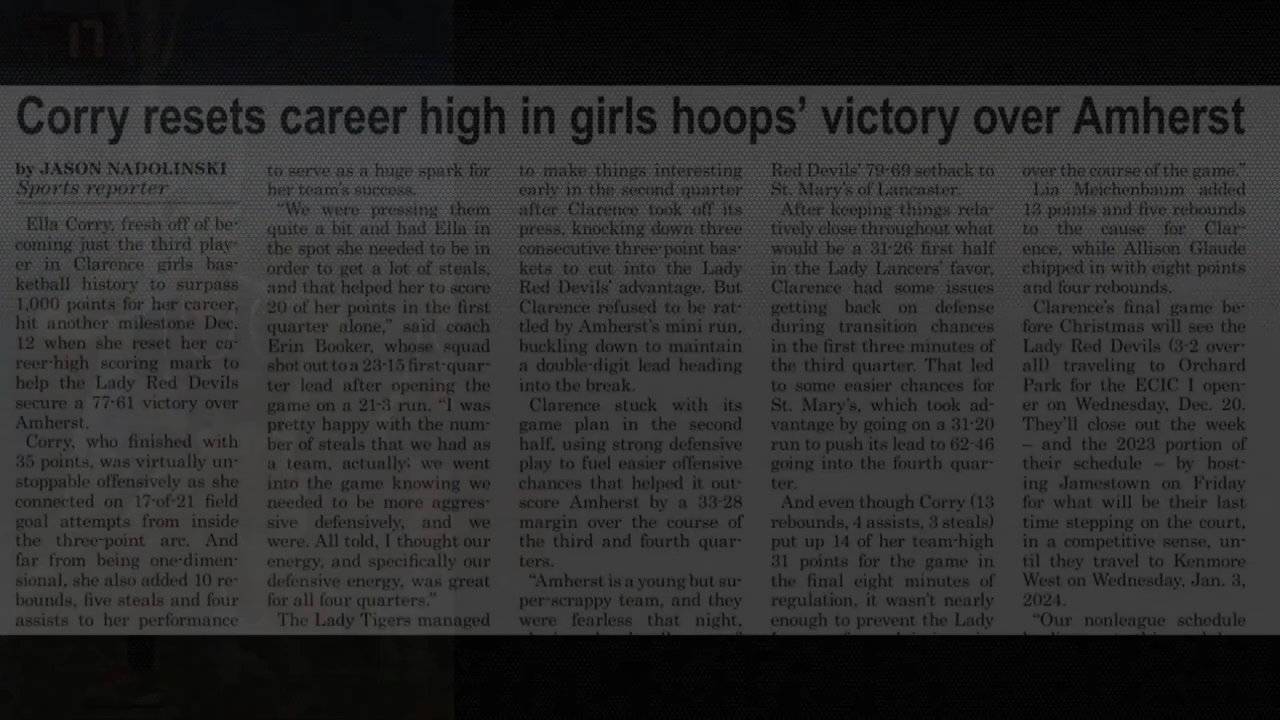 17
Corry resets career high in girls hoops’ victory over Amherst
by JASON NADOLINSKI
Sports reporter
Ella Corry, fresh off of be-
coming just the third play-
er in Clarence girls bas-
ketball history to surpass
1,000 points for her career,
hit another milestone Dec.
12 when she reset her ca-
reer-high scoring mark to
help the Lady Red Devils
secure a 77-61 victory over
Amherst.
Corry, who finished with
35 points, was virtually un-
stoppable offensively as she
connected on 17-of-21 field
goal attempts from inside
the three-point arc. And
far from being one-dimen-
sional, she also added 10 re-
bounds, five steals and four
assists to her performance
to serve as a huge spark for
her team’s success.
“We were pressing them
quite a bit and had Ella in
the spot she needed to be in
order to get a lot of steals,
and that helped her to score
20 of her points in the first
quarter alone,” said coach
Erin Booker, whose squad
shot out to a 23-15 first-quar-
ter lead after opening the
game on a 21-3 run. “I was
pretty happy with the num-
ber of steals that we had as
a team, actually; we went
into the game knowing we
needed to be more aggres-
sive defensively, and we
were. All told, I thought our
energy, and specifically our
defensive energy, was great
for all four quarters.”
The Lady Tigers managed
to make things interesting
early in the second quarter
after Clarence took off its
press, knocking down three
consecutive three-point bas-
kets to cut into the Lady
Red Devils’ advantage. But
Clarence refused to be rat-
tled by Amherst’s mini run,
buckling down to maintain
a double-digit lead heading
into the break.
Clarence stuck with its
game plan in the second
half, using strong defensive
play to fuel easier offensive
chances that helped it out-
score Amherst by a 33-28
margin over the course of
the third and fourth quar-
ters.
“Amherst is a young but su-
per-scrappy team, and they
were fearless that night,
Red Devils’ 79-69 setback to
St. Mary’s of Lancaster.
After keeping things rela-
tively close throughout what
would be a 31-26 first half
in the Lady Lancers’ favor,
Clarence had some issues
getting back on defense
during transition chances
in the first three minutes of
the third quarter. That led
to some easier chances for
St. Mary’s, which took ad-
vantage by going on a 31-20
run to push its lead to 62-46
going into the fourth quar-
ter.
And even though Corry (13
rebounds, 4 assists, 3 steals)
put up 14 of her team-high
31 points for the game in
the final eight minutes of
regulation, it wasn’t nearly
enough to prevent the Lady
over the course of the game.”
Lia Meichenbaum added
13 points and five rebounds
to the cause for Clar-
ence, while Allison Glaude
chipped in with eight points
and four rebounds.
Clarence’s final game be-
fore Christmas will see the
Lady Red Devils (3-2 over-
all) traveling to Orchard
Park for the ECIC I open-
er on Wednesday, Dec. 20.
They’ll close out the week
– and the 2023 portion of
their schedule – by host-
ing Jamestown on Friday
for what will be their last
time stepping on the court,
in a competitive sense, un-
til they travel to Kenmore
West on Wednesday, Jan. 3,
2024.
“Our nonleague schedule